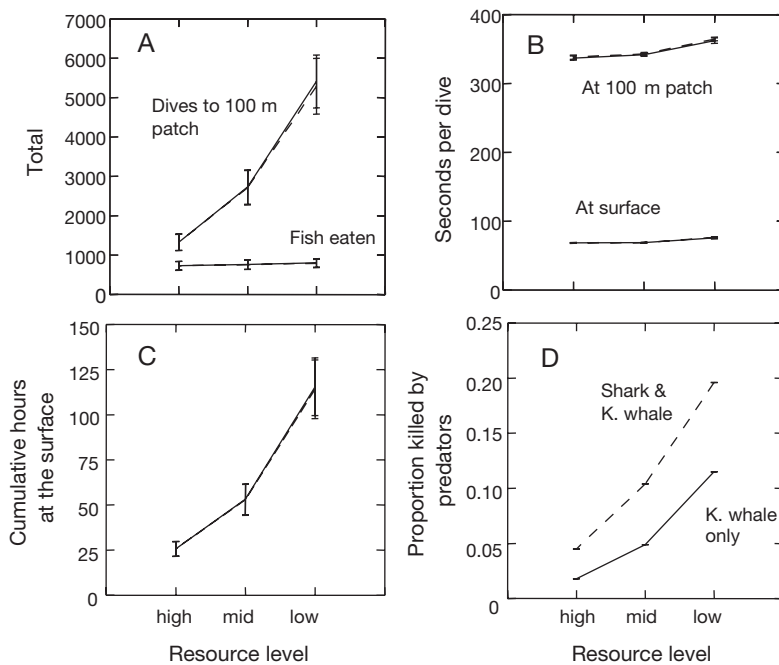 A
7000
6000
5000
4000
3000
2000
1000
0
Total
Dives to 100 m
patch
Fish eaten
B
400
300
200
100
0
Seconds per dive
At 100 m patch
At surface
C
150
125
100
75
50
25
0
Cumulative hours
at the surface
high mid low
Resource level
D
0.25
0.20
0.15
0.10
0.05
0
Proportion killed by
predators
Shark &
K. whale
K. whale
only
high mid low
Resource level